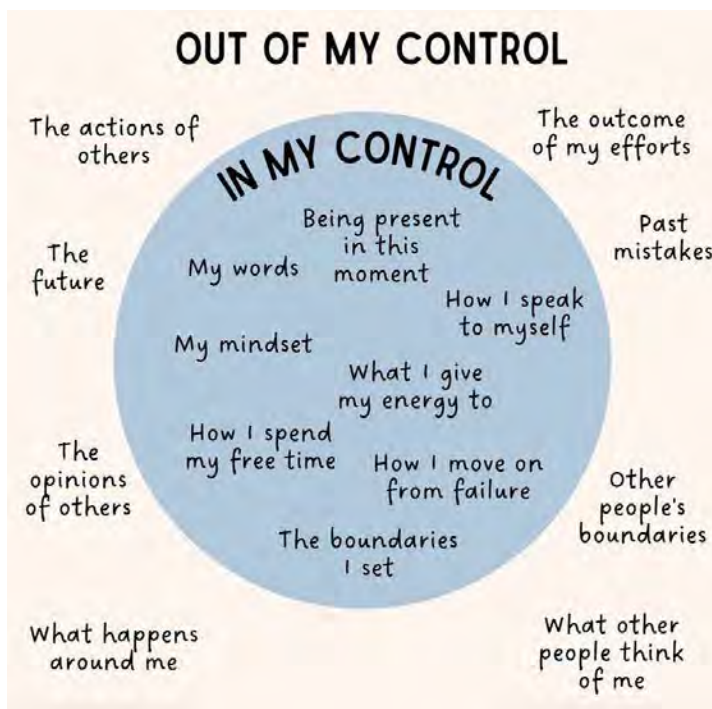 OUT OF MY CONTROL
The actions of
others
The outcome
of my efforts
The
future
Past
mistakes
The
opinions
of others
Other
people's
boundaries
What happens
around me
What other
people think
of me
IN MY CONTROL
Being present
in this
moment
My words
How I speak
to myself
My mindset
What I give
my energy to
How I spend
my free time
How I move on
from failure
The boundaries
I set